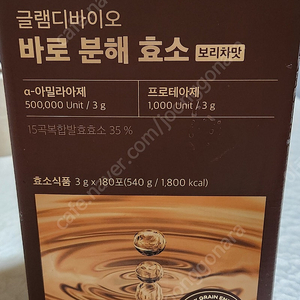 글램디바이오
바로 분해 효소 보리차맛
α-아밀라아제 프로테아제
500,000 Unit / 3 g 1,000 Unit / 3 g
15곡복합발효효소 35 %
효소식품 3 g x 180포(540 g / 1,800 kcal)
GRAIN